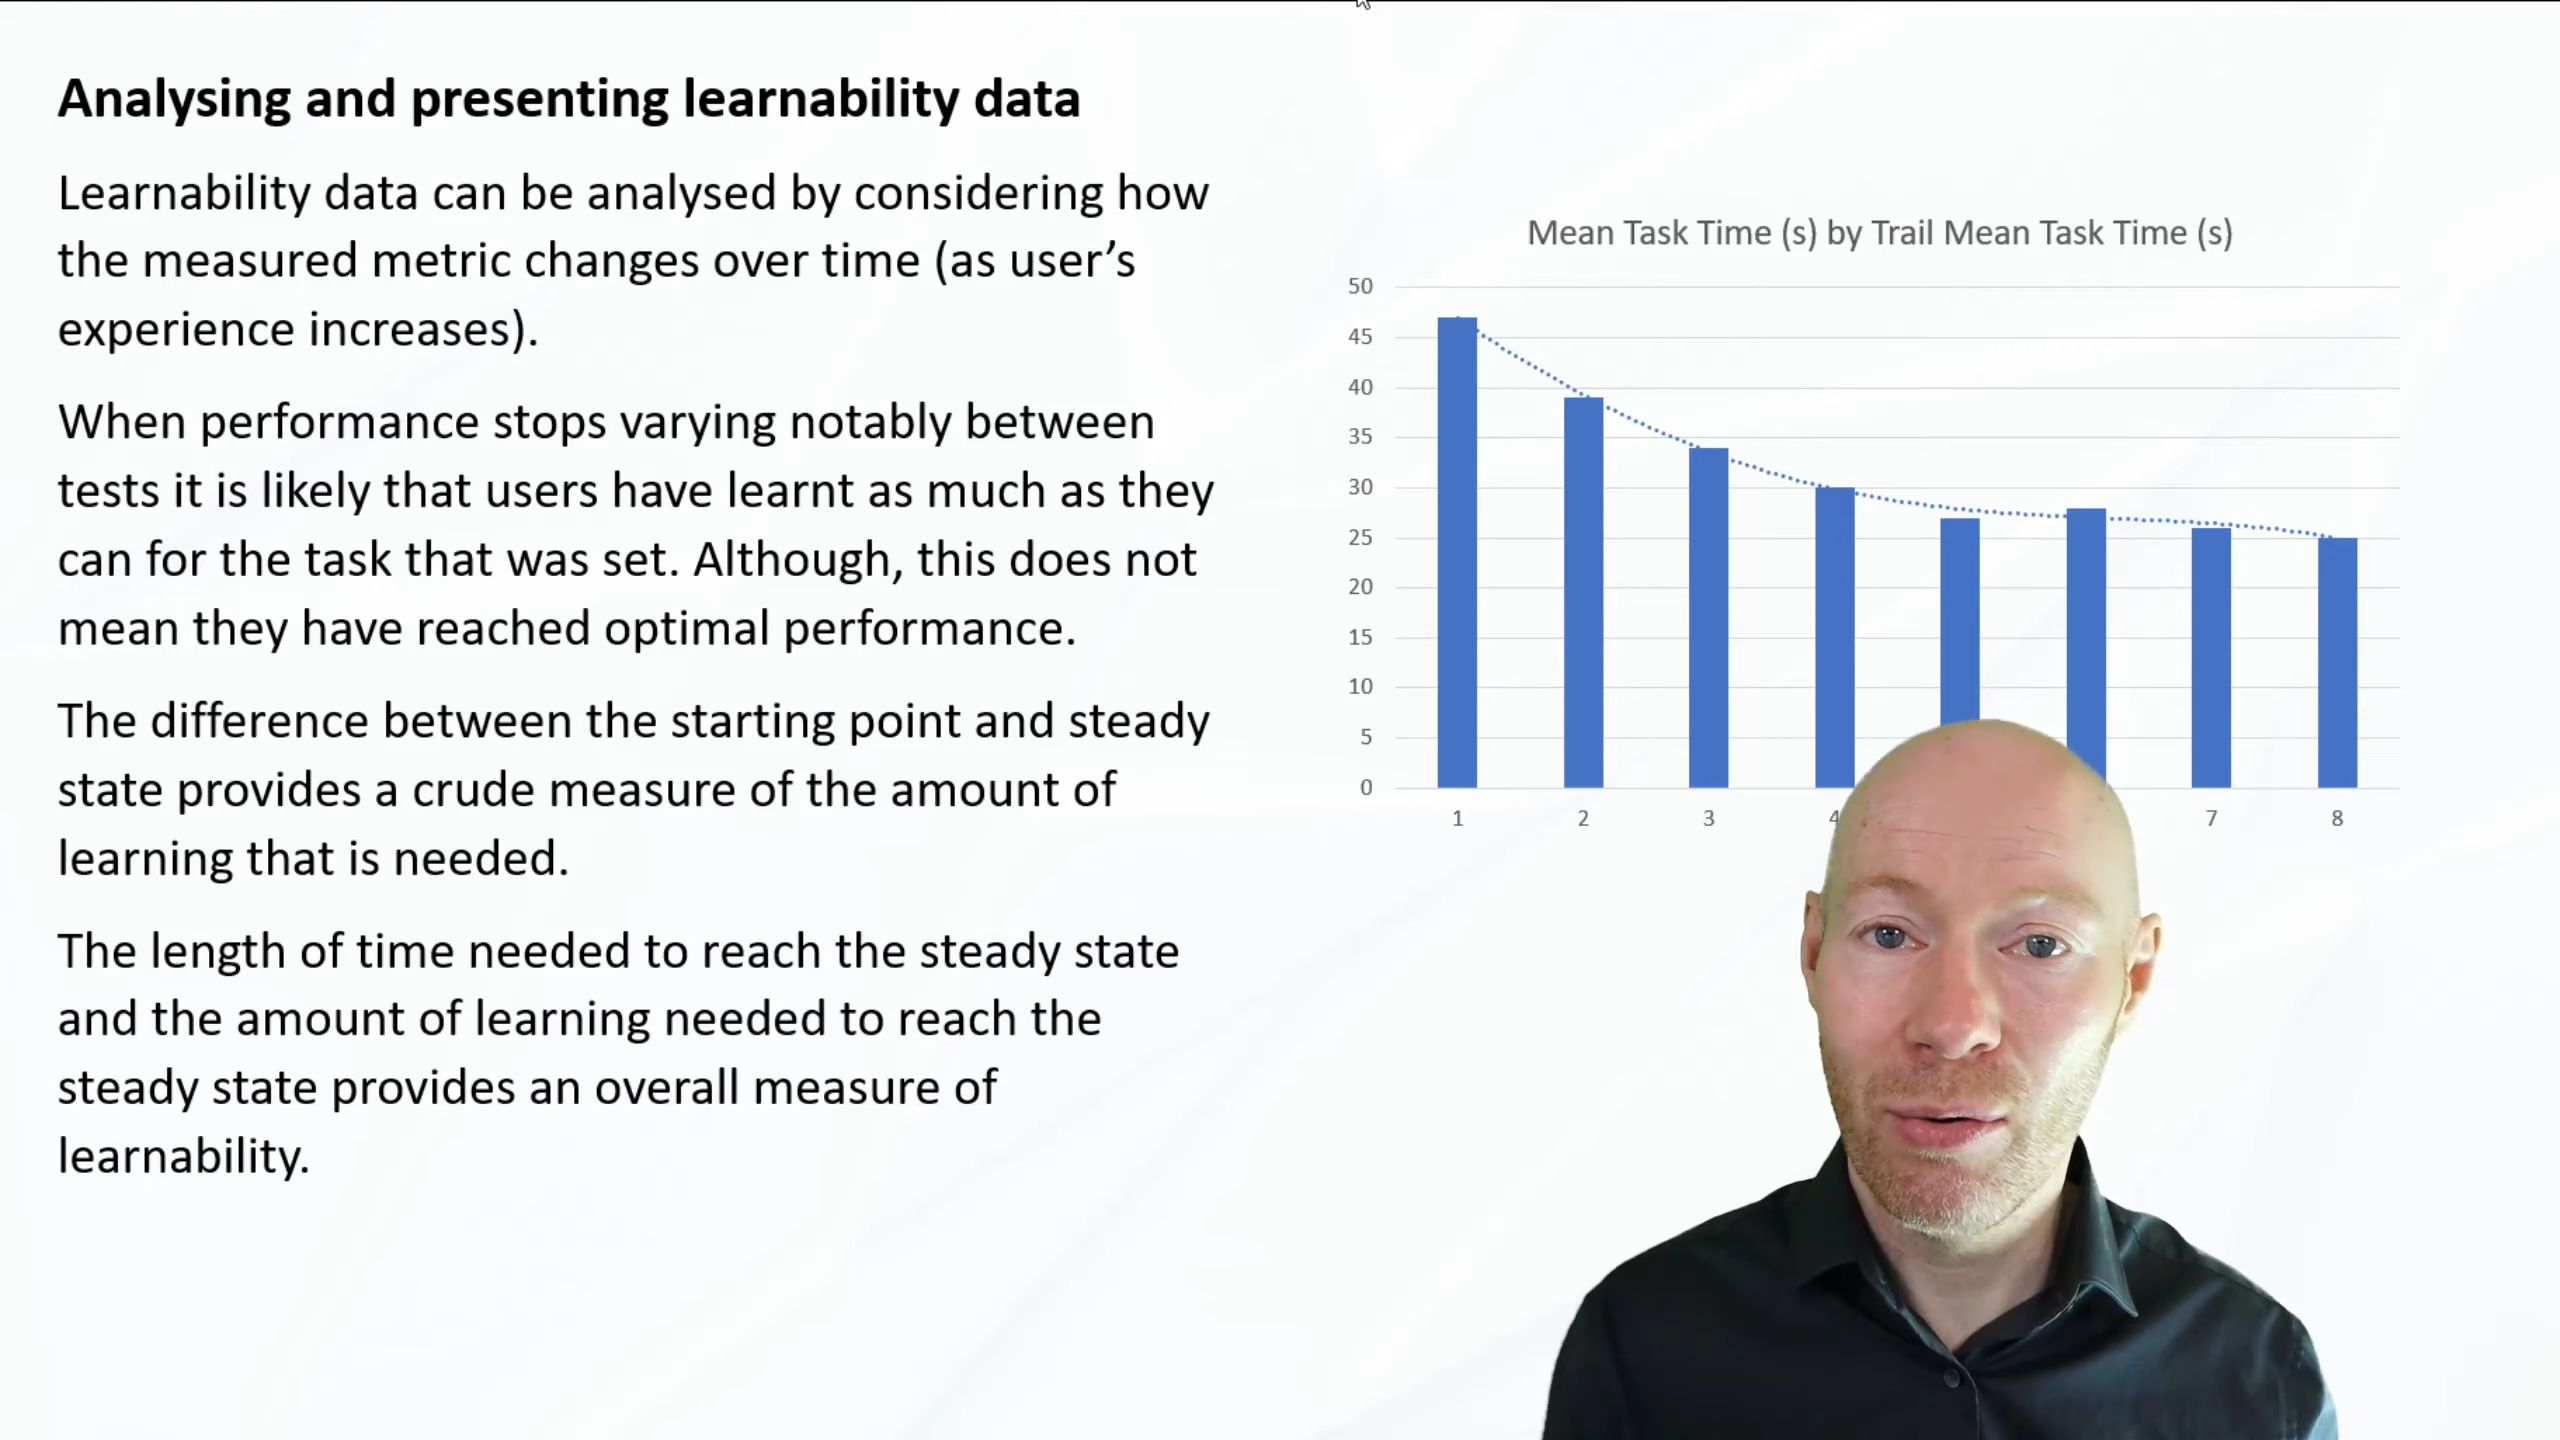 Analysing and presenting learnability data
Learnability data can be analysed by considering how
the measured metric changes over time (as user’s
experience increases).
When performance stops varying notably between
tests it is likely that users have learnt as much as they
can for the task that was set. Although, this does not
mean they have reached optimal performance.
The difference between the starting point and steady
state provides a crude measure of the amount of
learning that is needed.
The length of time needed to reach the steady state
and the amount of learning needed to reach the
steady state provides an overall measure of
learnability.
Mean Task Time (s) by Trail Mean Task Time (s)
50
45
40
35
30
25
20
15
10
5
0
1 2 3 4 7 8